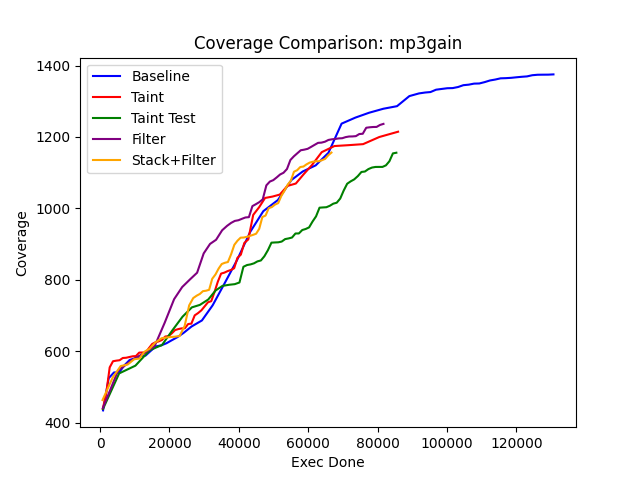 Coverage Comparison: mp3gain
Baseline
Taint
Taint Test
Filter
Stack+Filter
1400
1200
1000
800
600
400
Coverage
0 20000 40000 60000 80000 100000 120000
Exec Done